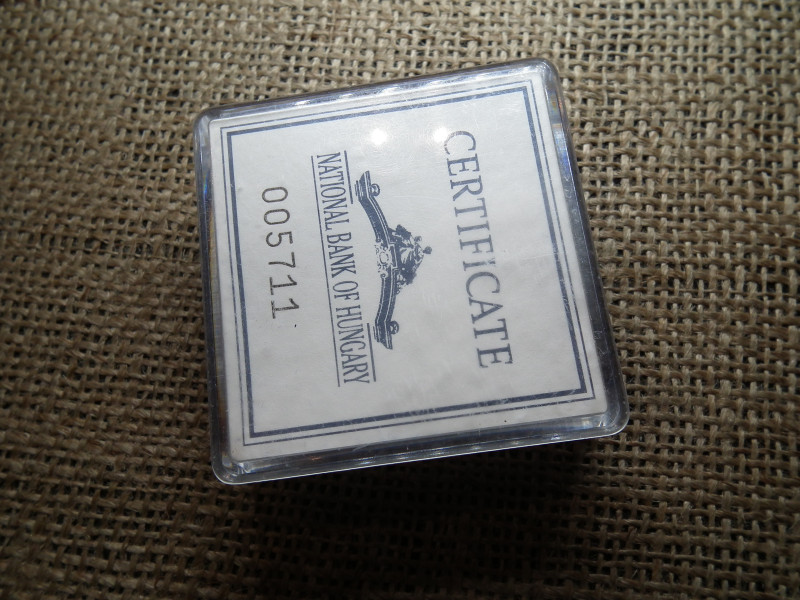 CERTIFICATE
NATIONAL BANK OF HUNGARY
005711